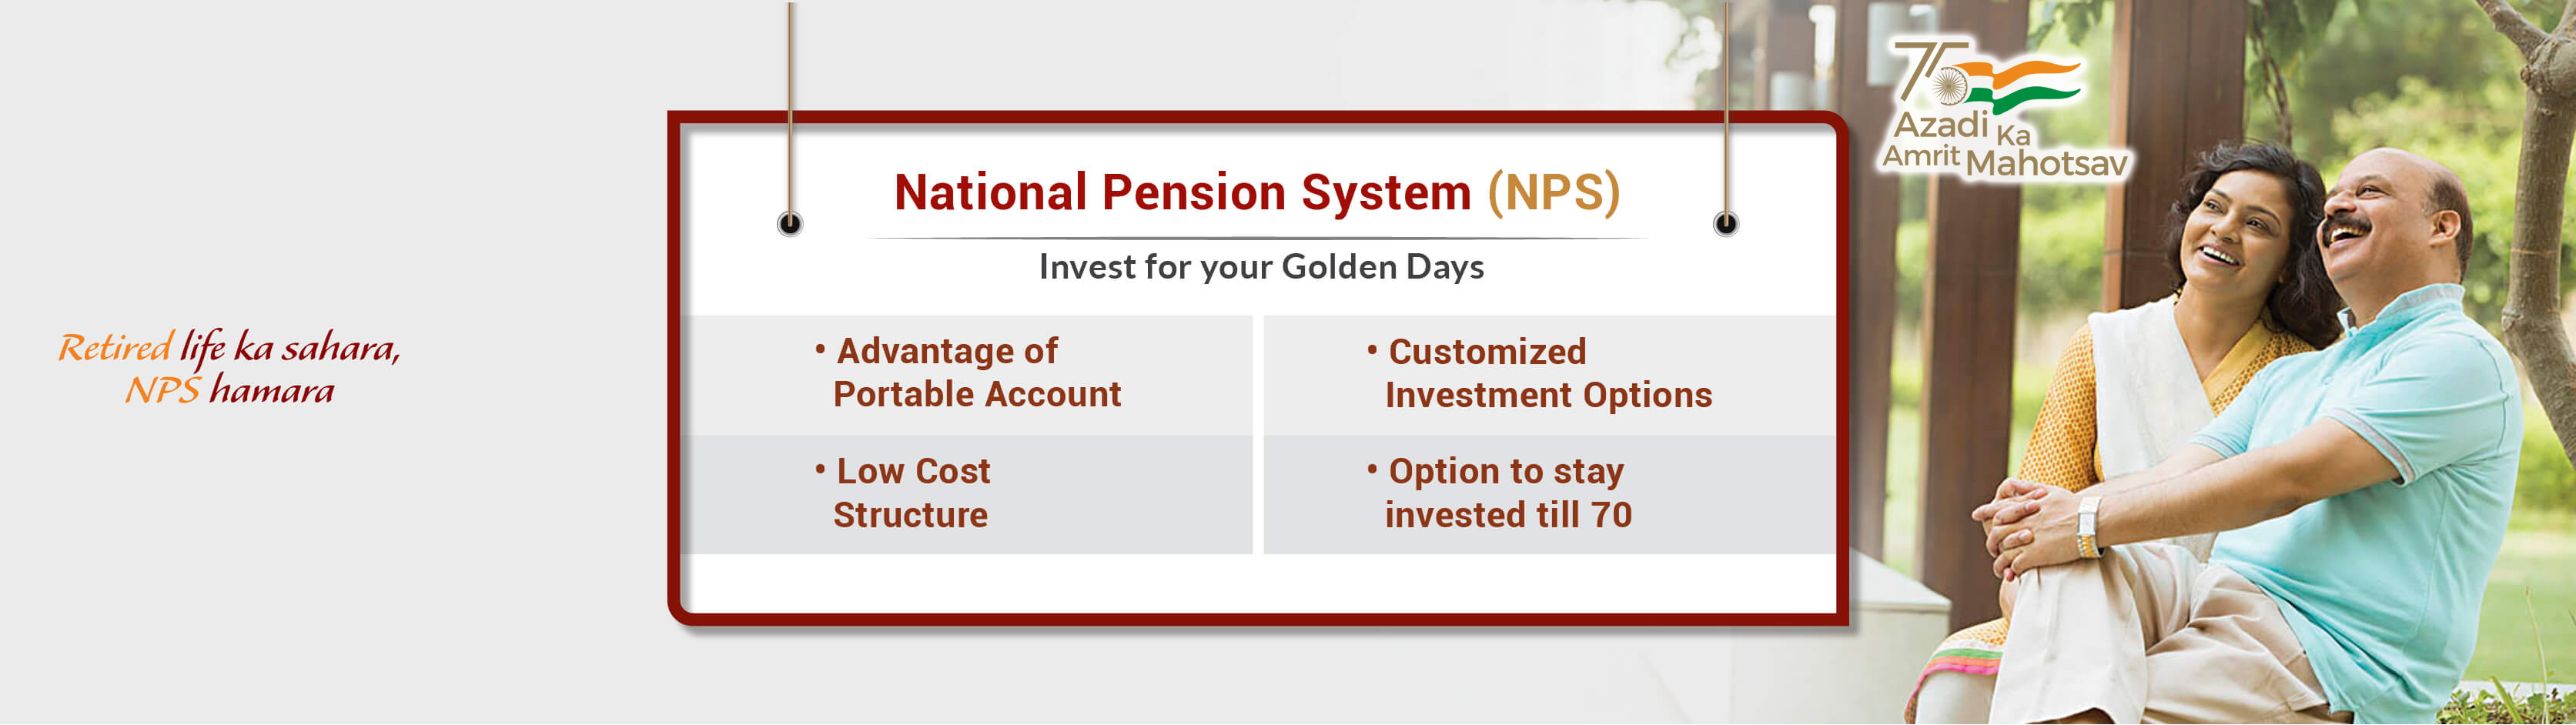 Retired life ka sahara,
NPS hamara
National Pension System (NPS)
Invest for your Golden Days
• Advantage of
Portable Account
• Customized
Investment Options
• Low Cost
Structure
• Option to stay
invested till 70
75
Azadi Ka
Amrit Mahotsav